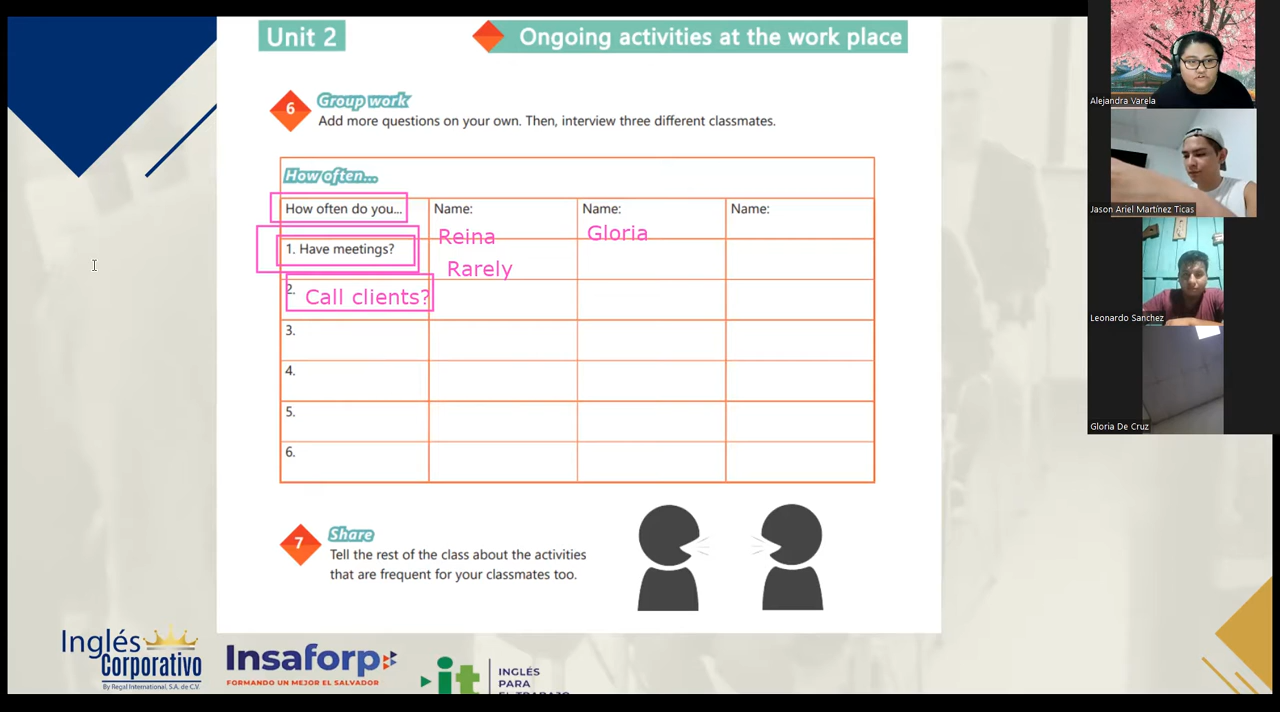 Unit 2
Ongoing activities at the work place
6
Group work
Add more questions on your own. Then, interview three different classmates.
How often...
How often do you...
Name:
Name:
Name:
Reina
Gloria
1. Have meetings?
Rarely
2.
Call clients?
3.
4.
5.
6.
7
Share
Tell the rest of the class about the activities
that are frequent for your classmates too.
Inglés
Corporativo
By Regal International, S.A. de C.V.
Insaforp
FORMANDO UN MEJOR EL SALVADOR
it
INGLÉS
PARA
EL TRABAJO
Alejandra Varela
Jason Ariel Martínez Ticas
Leonardo Sanchez
Gloria De Cruz